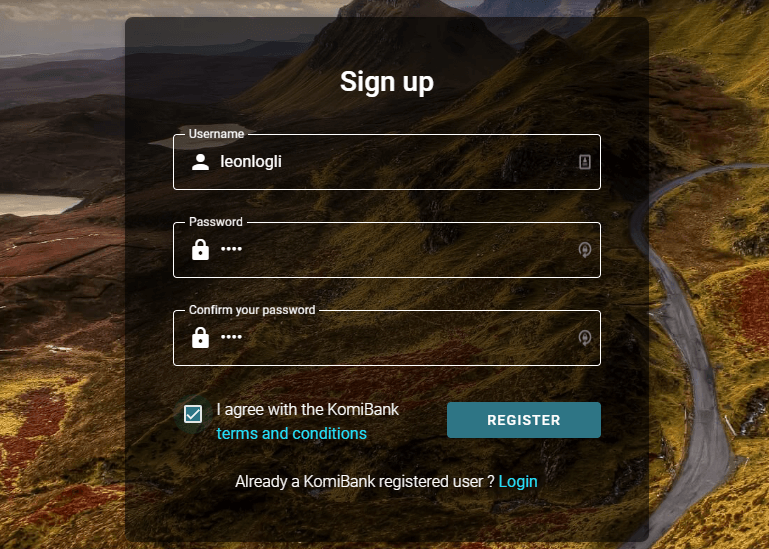 Sign up
Username
leonlogli
Password
••••
Confirm your password
••••
I agree with the KomiBank
terms and conditions
REGISTER
Already a KomiBank registered user ? Login